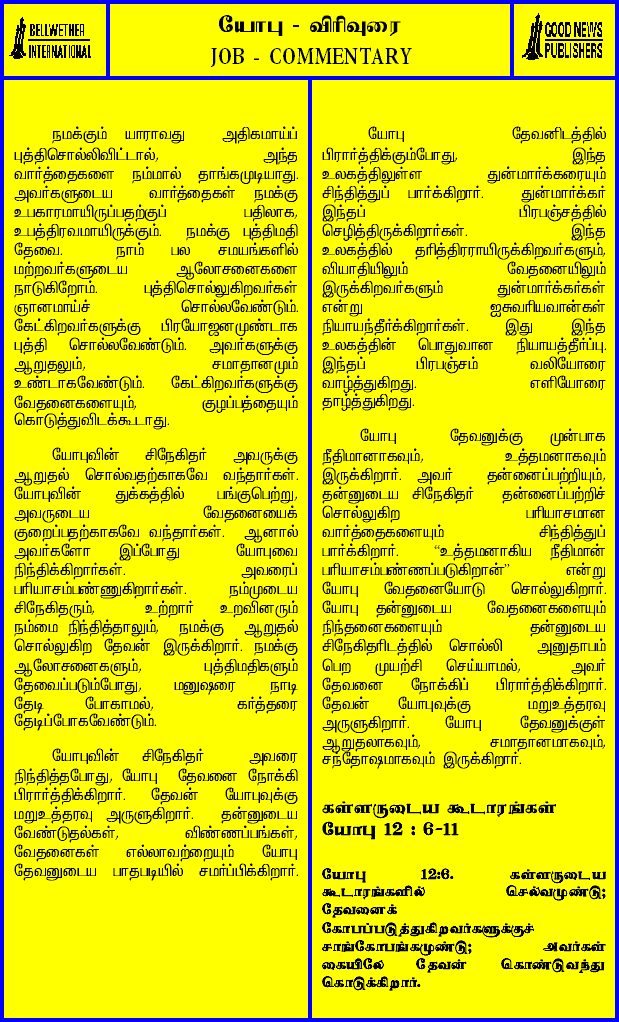 BELLWETHER
INTERNATIONAL
யோபு - விரிவுரை
JOB - COMMENTARY
GOOD NEWS
PUBLISHERS
நமக்கும் யாராவது அதிகமாய்ப்
புத்திசொல்லிவிட்டால், அந்த
வார்த்தைகளை நம்மால் தாங்கமுடியாது.
அவர்களுடைய வார்த்தைகள் நமக்கு
உபகாரமாயிருப்பதற்குப் பதிலாக,
உபத்திரவமாயிருக்கும். நமக்கு புத்திமதி
தேவை. நாம் பல சமயங்களில்
மற்றவர்களுடைய ஆலோசனைகளை
நாடுகிறோம். புத்திசொல்லுகிறவர்கள்
ஞானமாய்ச் சொல்லவேண்டும்.
கேட்கிறவர்களுக்கு பிரயோஜனமுண்டாக
புத்தி சொல்லவேண்டும். அவர்களுக்கு
ஆறுதலும், சமாதானமும்
உண்டாகவேண்டும். கேட்கிறவர்களுக்கு
வேதனைகளையும், குழப்பத்தையும்
கொடுத்துவிடக்கூடாது.
யோபுவின் சிநேகிதர் அவருக்கு
ஆறுதல் சொல்வதற்காகவே வந்தார்கள்.
யோபுவின் துக்கத்தில் பங்குபெற்று,
அவருடைய வேதனையைக்
குறைப்பதற்காகவே வந்தார்கள். ஆனால்
அவர்களோ இப்போது யோபுவை
நிந்திக்கிறார்கள். அவரைப்
பரியாசம்பண்ணுகிறார்கள். நம்முடைய
சிநேகிதரும், உற்றார் உறவினரும்
நம்மை நிந்தித்தாலும், நமக்கு ஆறுதல்
சொல்லுகிற தேவன் இருக்கிறார். நமக்கு
ஆலோசனைகளும், புத்திமதிகளும்
தேவைப்படும்போது, மனுஷரை நாடி
தேடி போகாமல், கர்த்தரை
தேடிப்போகவேண்டும்.
யோபுவின் சிநேகிதர் அவரை
நிந்தித்தபோது, யோபு தேவனை நோக்கி
பிரார்த்திக்கிறார். தேவன் யோபுவுக்கு
மறுஉத்தரவு அருளுகிறார். தன்னுடைய
வேண்டுதல்கள், விண்ணப்பங்கள்,
வேதனைகள் எல்லாவற்றையும் யோபு
தேவனுடைய பாதபடியில் சமர்ப்பிக்கிறார்.
யோபு தேவனிடத்தில்
பிரார்த்திக்கும்போது, இந்த
உலகத்திலுள்ள துன்மார்க்கரையும்
சிந்தித்துப் பார்க்கிறார். துன்மார்க்கர்
இந்தப் பிரபஞ்சத்தில்
செழித்திருக்கிறார்கள். இந்த
உலகத்தில் தரித்திரராயிருக்கிறவர்களும்,
வியாதியிலும் வேதனையிலும்
இருக்கிறவர்களும் துன்மார்க்கர்கள்
என்று ஐசுவரியவான்கள்
நியாயந்தீர்க்கிறார்கள். இது இந்த
உலகத்தின் பொதுவான நியாயத்தீர்ப்பு.
இந்தப் பிரபஞ்சம் வலியோரை
வாழ்த்துகிறது. எளியோரை
தாழ்த்துகிறது.
யோபு தேவனுக்கு முன்பாக
நீதிமானாகவும், உத்தமனாகவும்
இருக்கிறார். அவர் தன்னைப்பற்றியும்,
தன்னுடைய சிநேகிதர் தன்னைப்பற்றிச்
சொல்லுகிற பரியாசமான
வார்த்தைகளையும் சிந்தித்துப்
பார்க்கிறார். “உத்தமனாகிய நீதிமான்
பரியாசம்பண்ணப்படுகிறான்” என்று
யோபு வேதனையோடு சொல்லுகிறார்.
யோபு தன்னுடைய வேதனைகளையும்
நிந்தனைகளையும் தன்னுடைய
சிநேகிதரிடத்தில் சொல்லி அனுதாபம்
பெற முயற்சி செய்யாமல், அவர்
தேவனை நோக்கிப் பிரார்த்திக்கிறார்.
தேவன் யோபுவுக்கு மறுஉத்தரவு
அருளுகிறார். யோபு தேவனுக்குள்
ஆறுதலாகவும், சமாதானமாகவும்,
சந்தோஷமாகவும் இருக்கிறார்.
கள்ளருடைய கூடாரங்கள்
யோபு 12 : 6-11
யோபு 12:6. கள்ளருடைய
கூடாரங்களில் செல்வமுண்டு;
தேவனைக்
கோபப்படுத்துகிறவர்களுக்குச்
சாங்கோபங்கமுண்டு; அவர்கள்
கையிலே தேவன் கொண்டுவந்து
கொடுக்கிறார்.